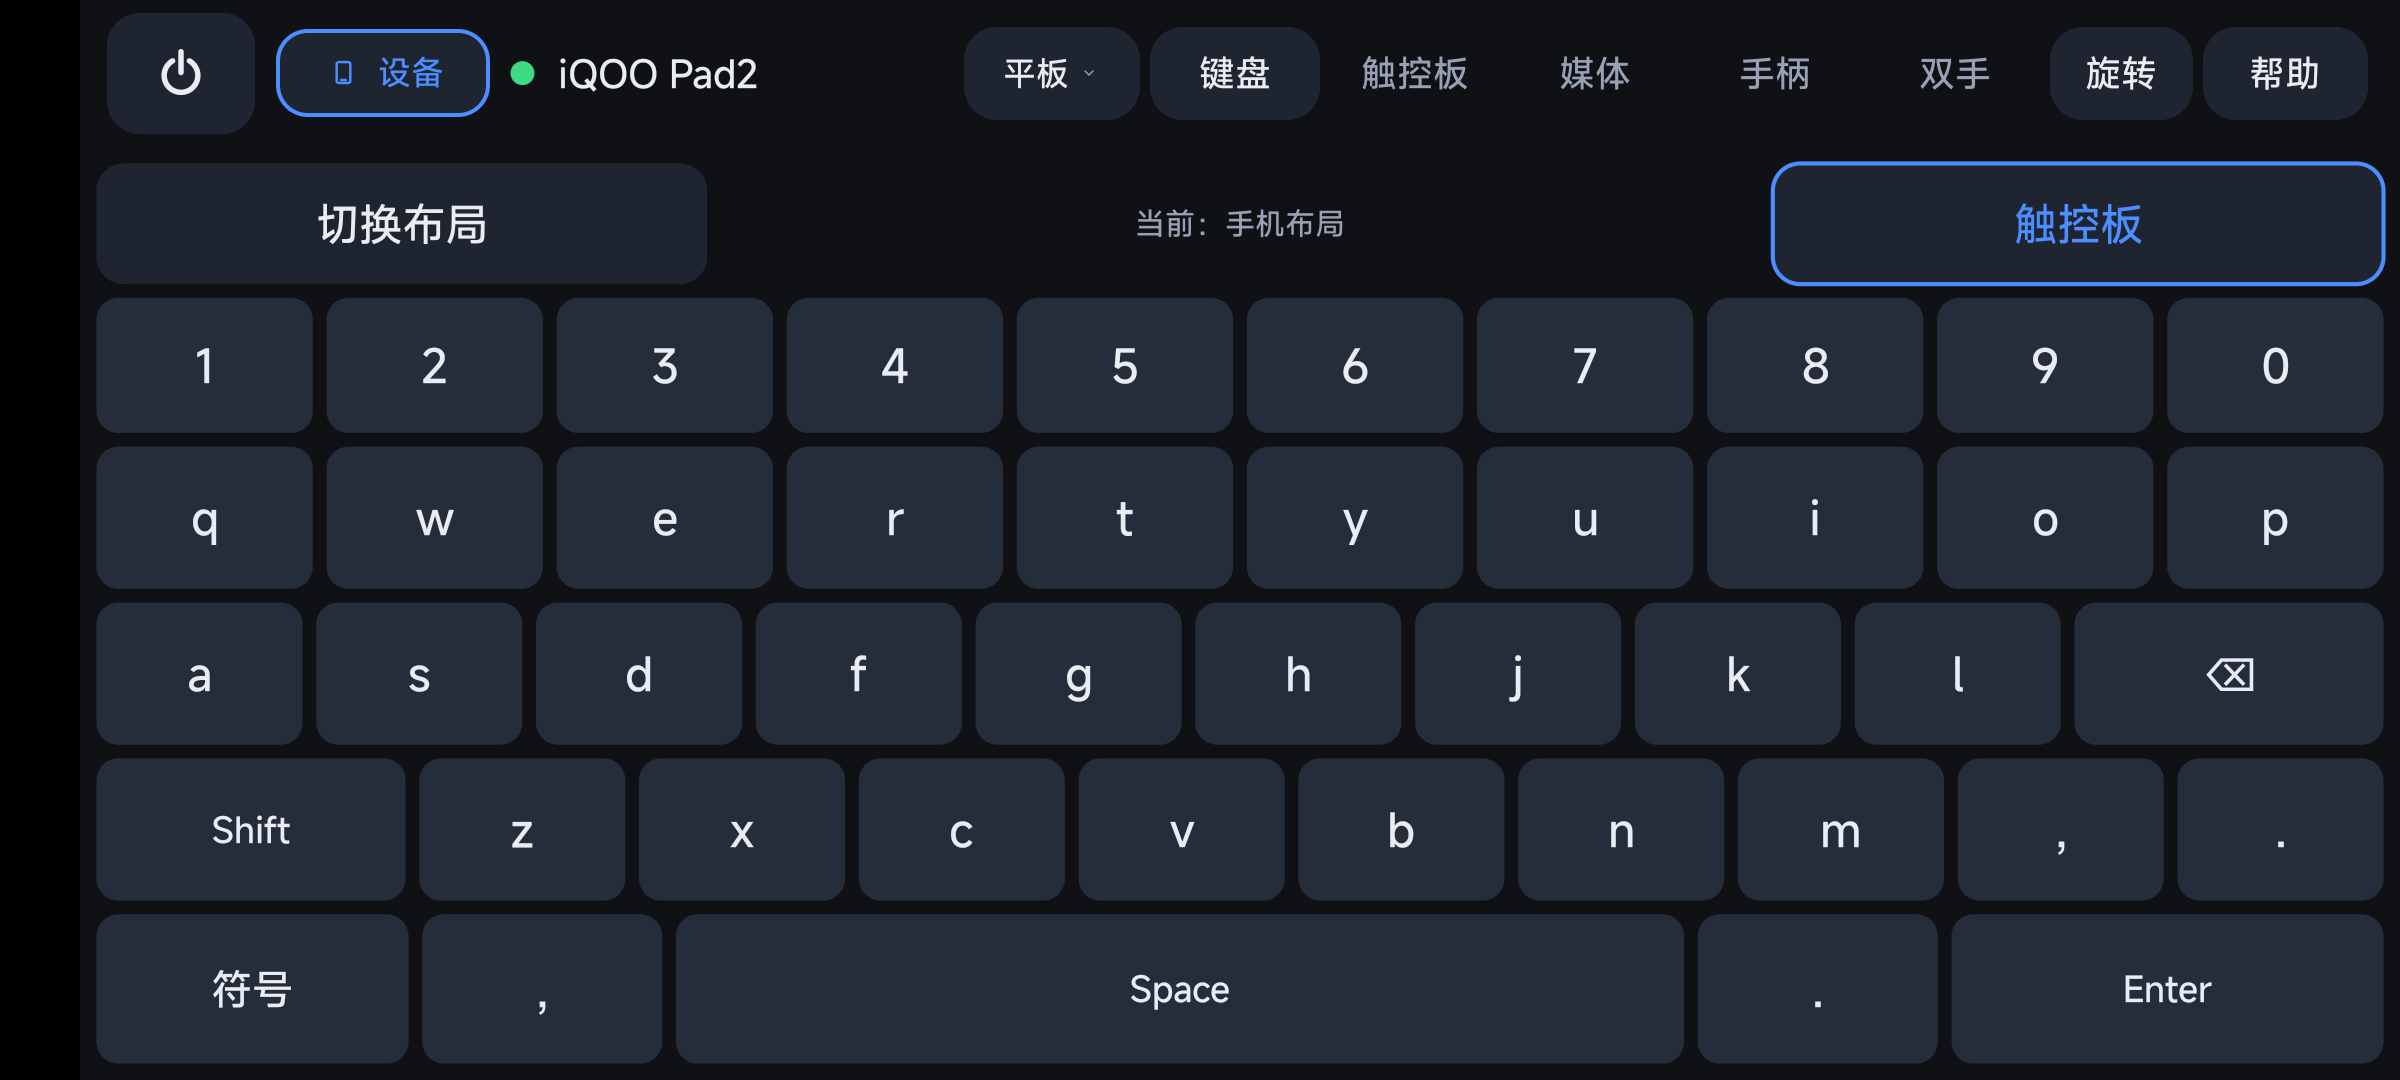 设备 iQOO Pad2 平板 键盘 触控板 媒体 手柄 双手 旋转 帮助
切换布局 当前：手机布局 触控板
1 2 3 4 5 6 7 8 9 0
q w e r t y u i o p
a s d f g h j k l
Shift z x c v b n m , .
符号 , Space . Enter